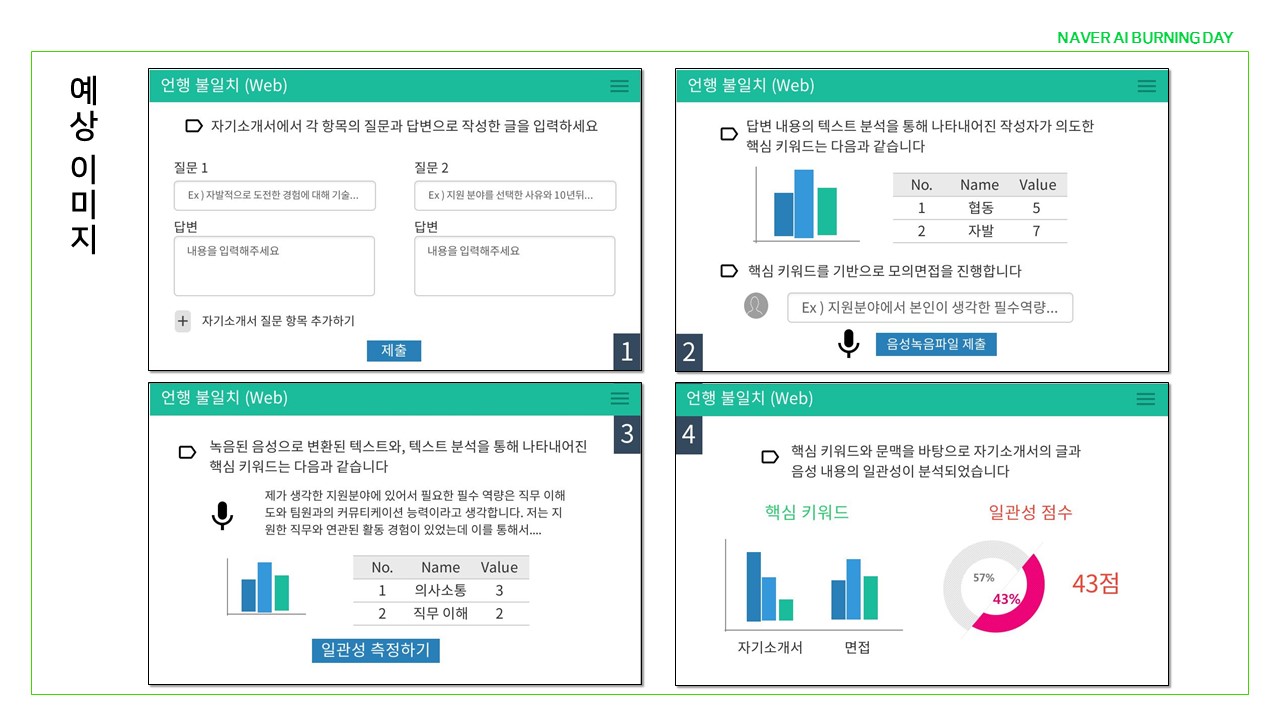 NAVER AI BURNING DAY
예상 이미지
언행 불일치 (Web)
자기소개서에서 각 항목의 질문과 답변으로 작성한 글을 입력하세요
질문 1
질문 2
Ex ) 자발적으로 도전한 경험에 대해 기술...
Ex ) 지원 분야를 선택한 사유와 10년뒤...
답변
답변
내용을 입력해주세요
내용을 입력해주세요
+ 자기소개서 질문 항목 추가하기
제출
1
언행 불일치 (Web)
답변 내용의 텍스트 분석을 통해 나타내어진 작성자가 의도한
핵심 키워드는 다음과 같습니다
No. Name Value
1 협동 5
2 자발 7
핵심 키워드를 기반으로 모의면접을 진행합니다
Ex ) 지원분야에서 본인이 생각한 필수역량...
음성녹음파일 제출
2
언행 불일치 (Web)
3
녹음된 음성으로 변환된 텍스트와, 텍스트 분석을 통해 나타내어진
핵심 키워드는 다음과 같습니다
제가 생각한 지원분야에 있어서 필요한 필수 역량은 직무 이해
도와 팀원과의 커뮤티케이션 능력이라고 생각합니다. 저는 지
원한 직무와 연관된 활동 경험이 있었는데 이를 통해서....
No. Name Value
1 의사소통 3
2 직무 이해 2
일관성 측정하기
언행 불일치 (Web)
4
핵심 키워드와 문맥을 바탕으로 자기소개서의 글과
음성 내용의 일관성이 분석되었습니다
핵심 키워드
일관성 점수
57%
43%
43점
자기소개서
면접